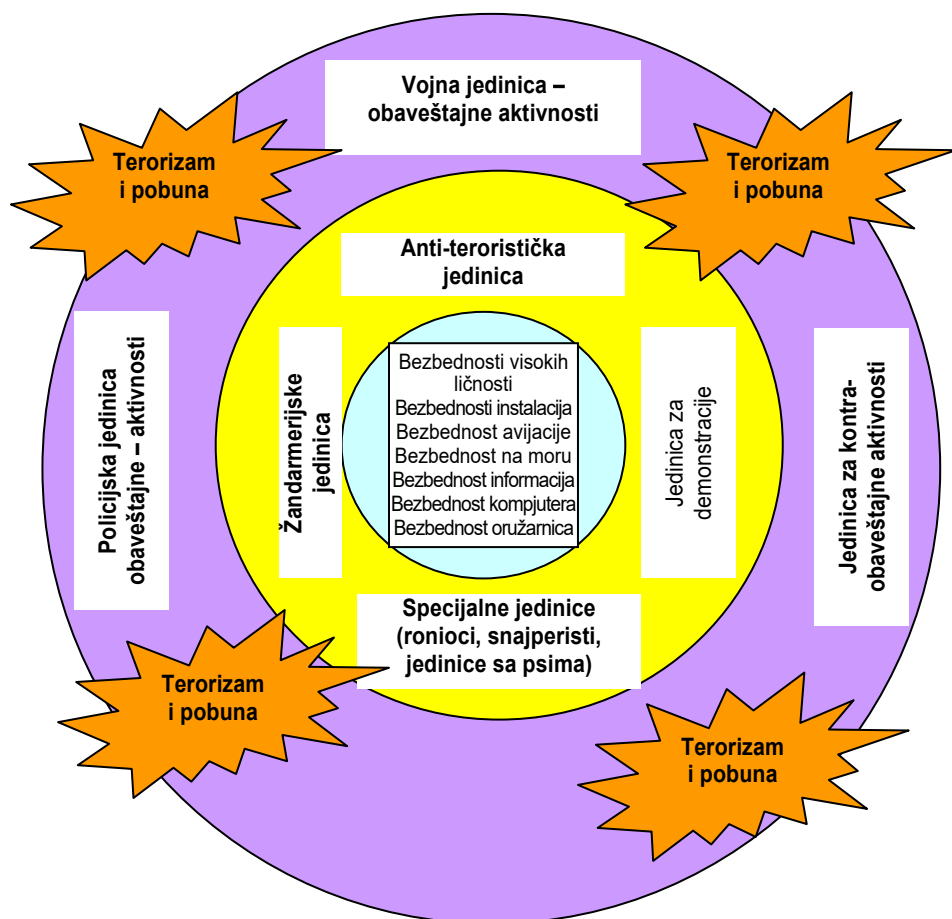 Vojna jedinica –
obaveštajne aktivnosti
Terorizam
i pobuna
Terorizam
i pobuna
Anti-teroristička
jedinica
Policijska jedinica
obaveštajne – aktivnosti
Žandarmerijske
jedinica
Bezbednosti visokih
ličnosti
Bezbednosti instalacija
Bezbednost avijacije
Bezbednost na moru
Bezbednost informacija
Bezbednost kompjutera
Bezbednost oružarnica
Jedinica za
demonstracije
Jedinica za kontra-
obaveštajne aktivnosti
Specijalne jedinice
(ronioci, snajperisti,
jedinice sa psima)
Terorizam
i pobuna
Terorizam
i pobuna